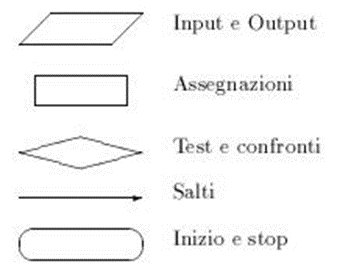 Input e Output
Assegnazioni
Test e confronti
Salti
Inizio e stop